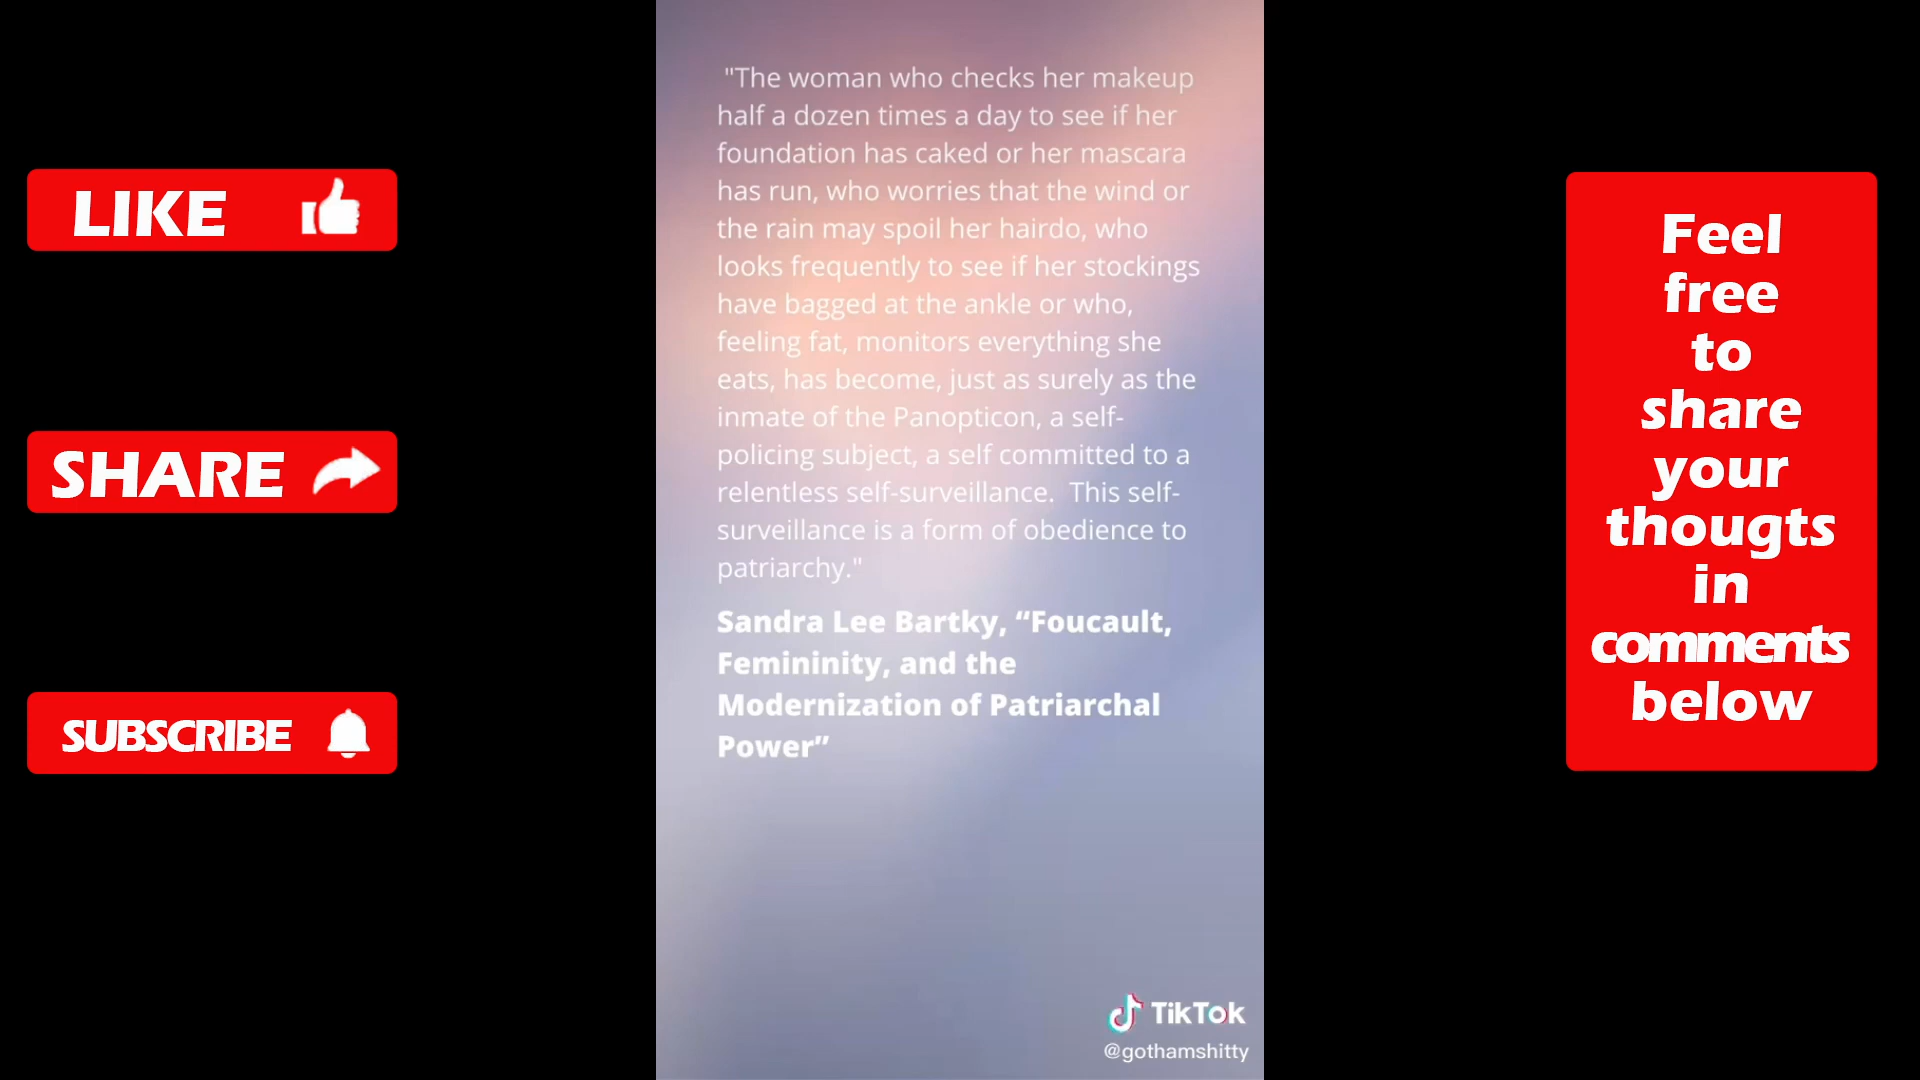 LIKE
SHARE
SUBSCRIBE
"The woman who checks her makeup
half a dozen times a day to see if her
foundation has caked or her mascara
has run, who worries that the wind or
the rain may spoil her hairdo, who
looks frequently to see if her stockings
have bagged at the ankle or who,
feeling fat, monitors everything she
eats, has become, just as surely as the
inmate of the Panopticon, a self-
policing subject, a self committed to a
relentless self-surveillance.  This self-
surveillance is a form of obedience to
patriarchy."
Sandra Lee Bartky, “Foucault,
Femininity, and the
Modernization of Patriarchal
Power”
TikTok
@gothamshitty
Feel
free
to
share
your
thougts
in
comments
below